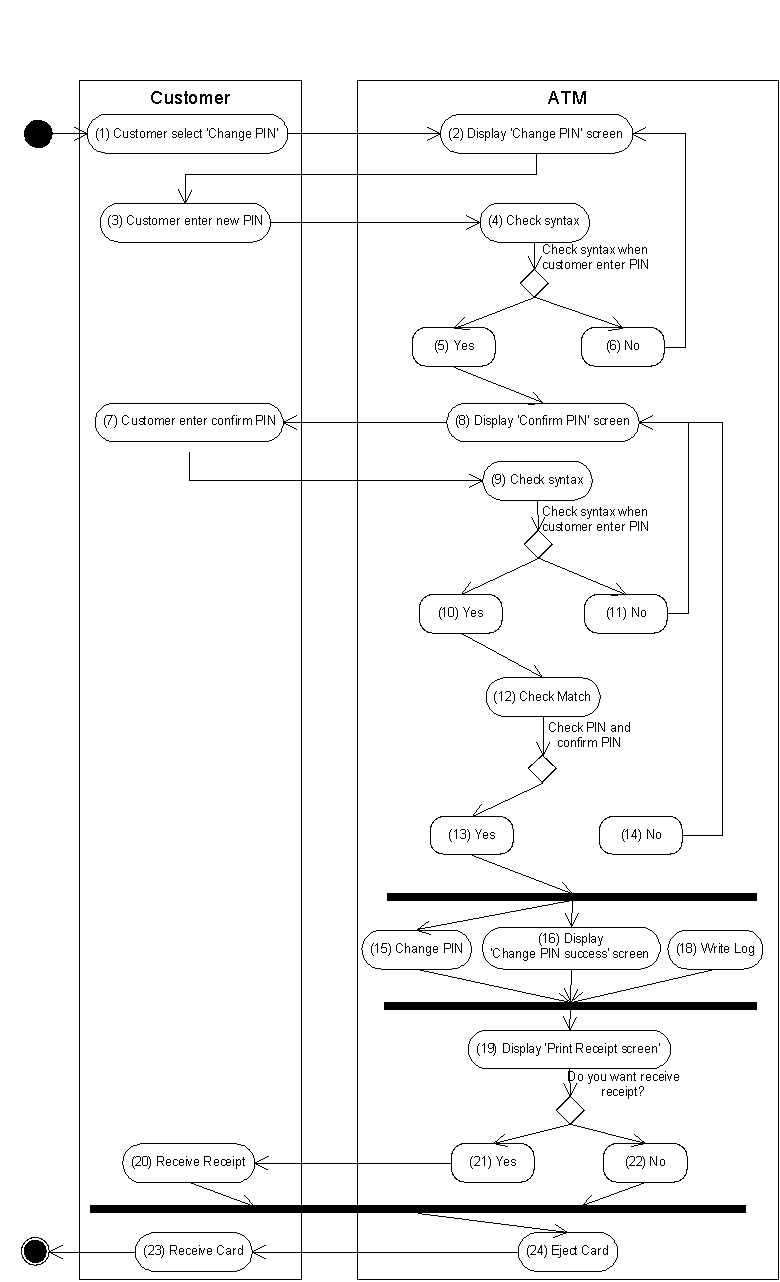 Customer
ATM
(1) Customer select 'Change PIN'
(2) Display 'Change PIN' screen
(3) Customer enter new PIN
(4) Check syntax
Check syntax when
customer enter PIN
(5) Yes
(6) No
(7) Customer enter confirm PIN
(8) Display 'Confirm PIN' screen
(9) Check syntax
Check syntax when
customer enter PIN
(10) Yes
(11) No
(12) Check Match
Check PIN and
confirm PIN
(13) Yes
(14) No
(15) Change PIN
(16) Display
'Change PIN success' screen
(18) Write Log
(19) Display 'Print Receipt screen'
Do you want receive
receipt?
(20) Receive Receipt
(21) Yes
(22) No
(23) Receive Card
(24) Eject Card